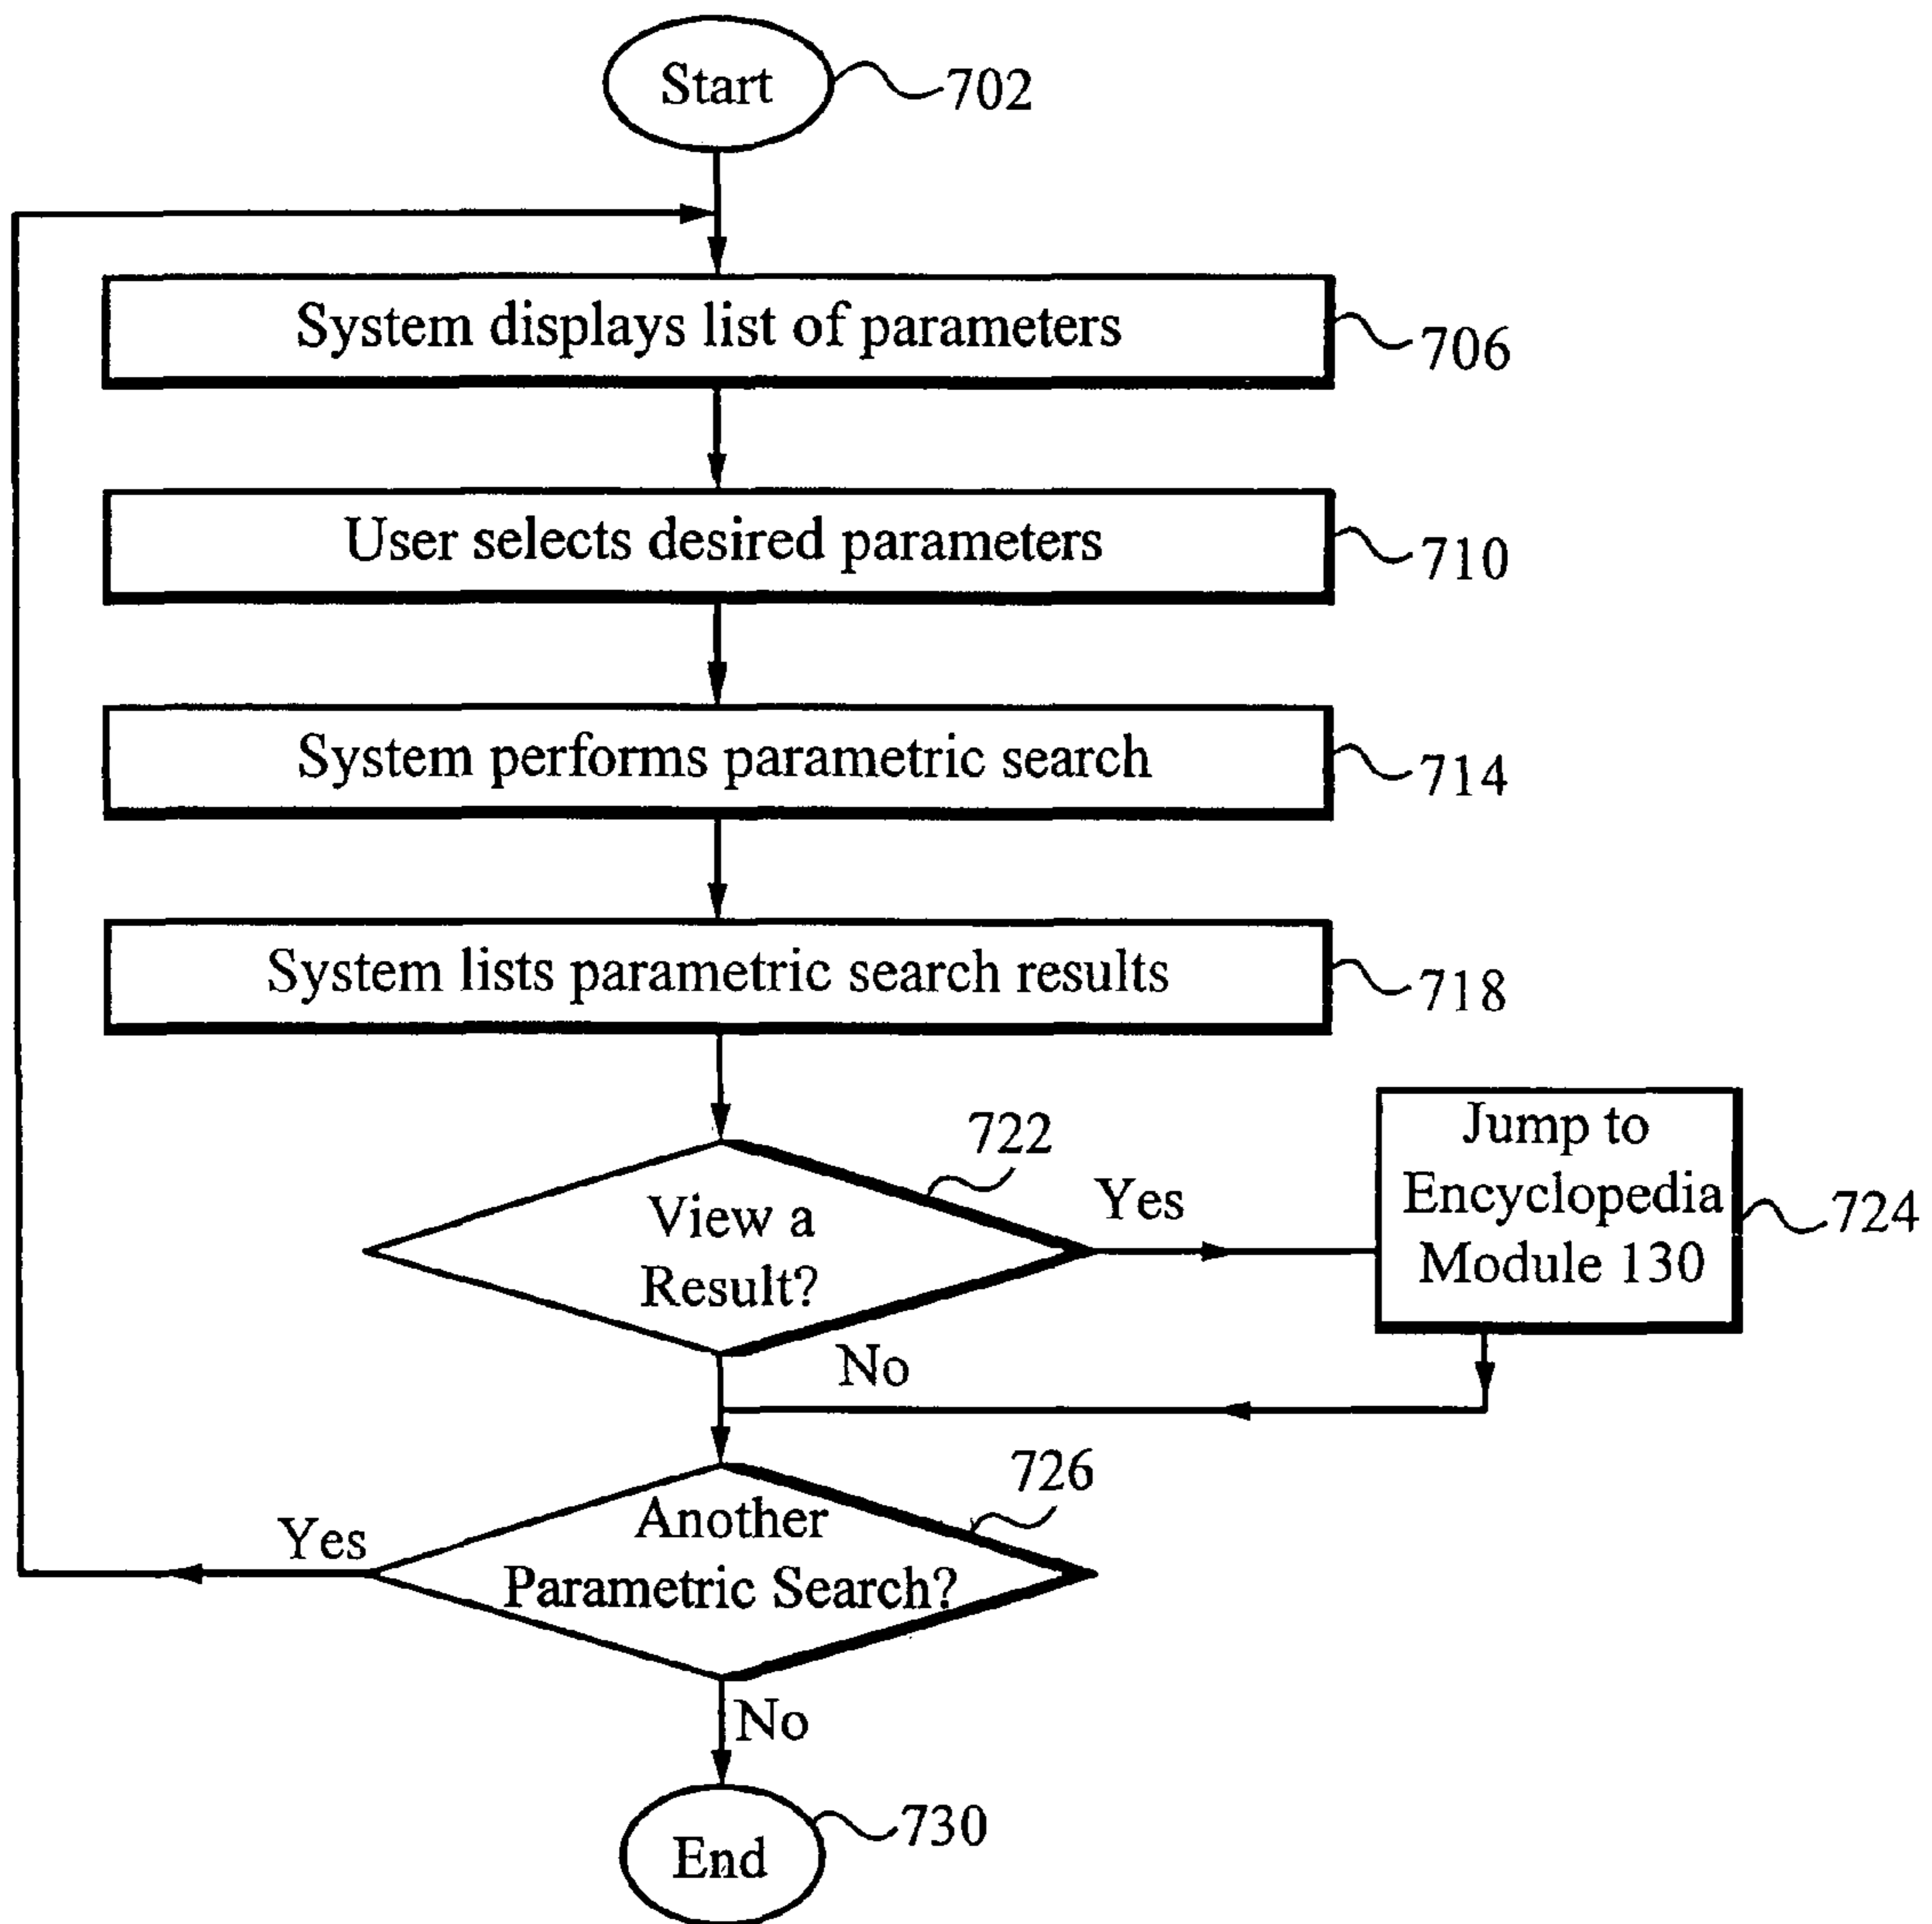 Start
702
System displays list of parameters
706
User selects desired parameters
710
System performs parametric search
714
System lists parametric search results
718
722
View a
Result?
Yes
Jump to
Encyclopedia
Module 130
724
No
726
Another
Parametric Search?
Yes
No
End
730